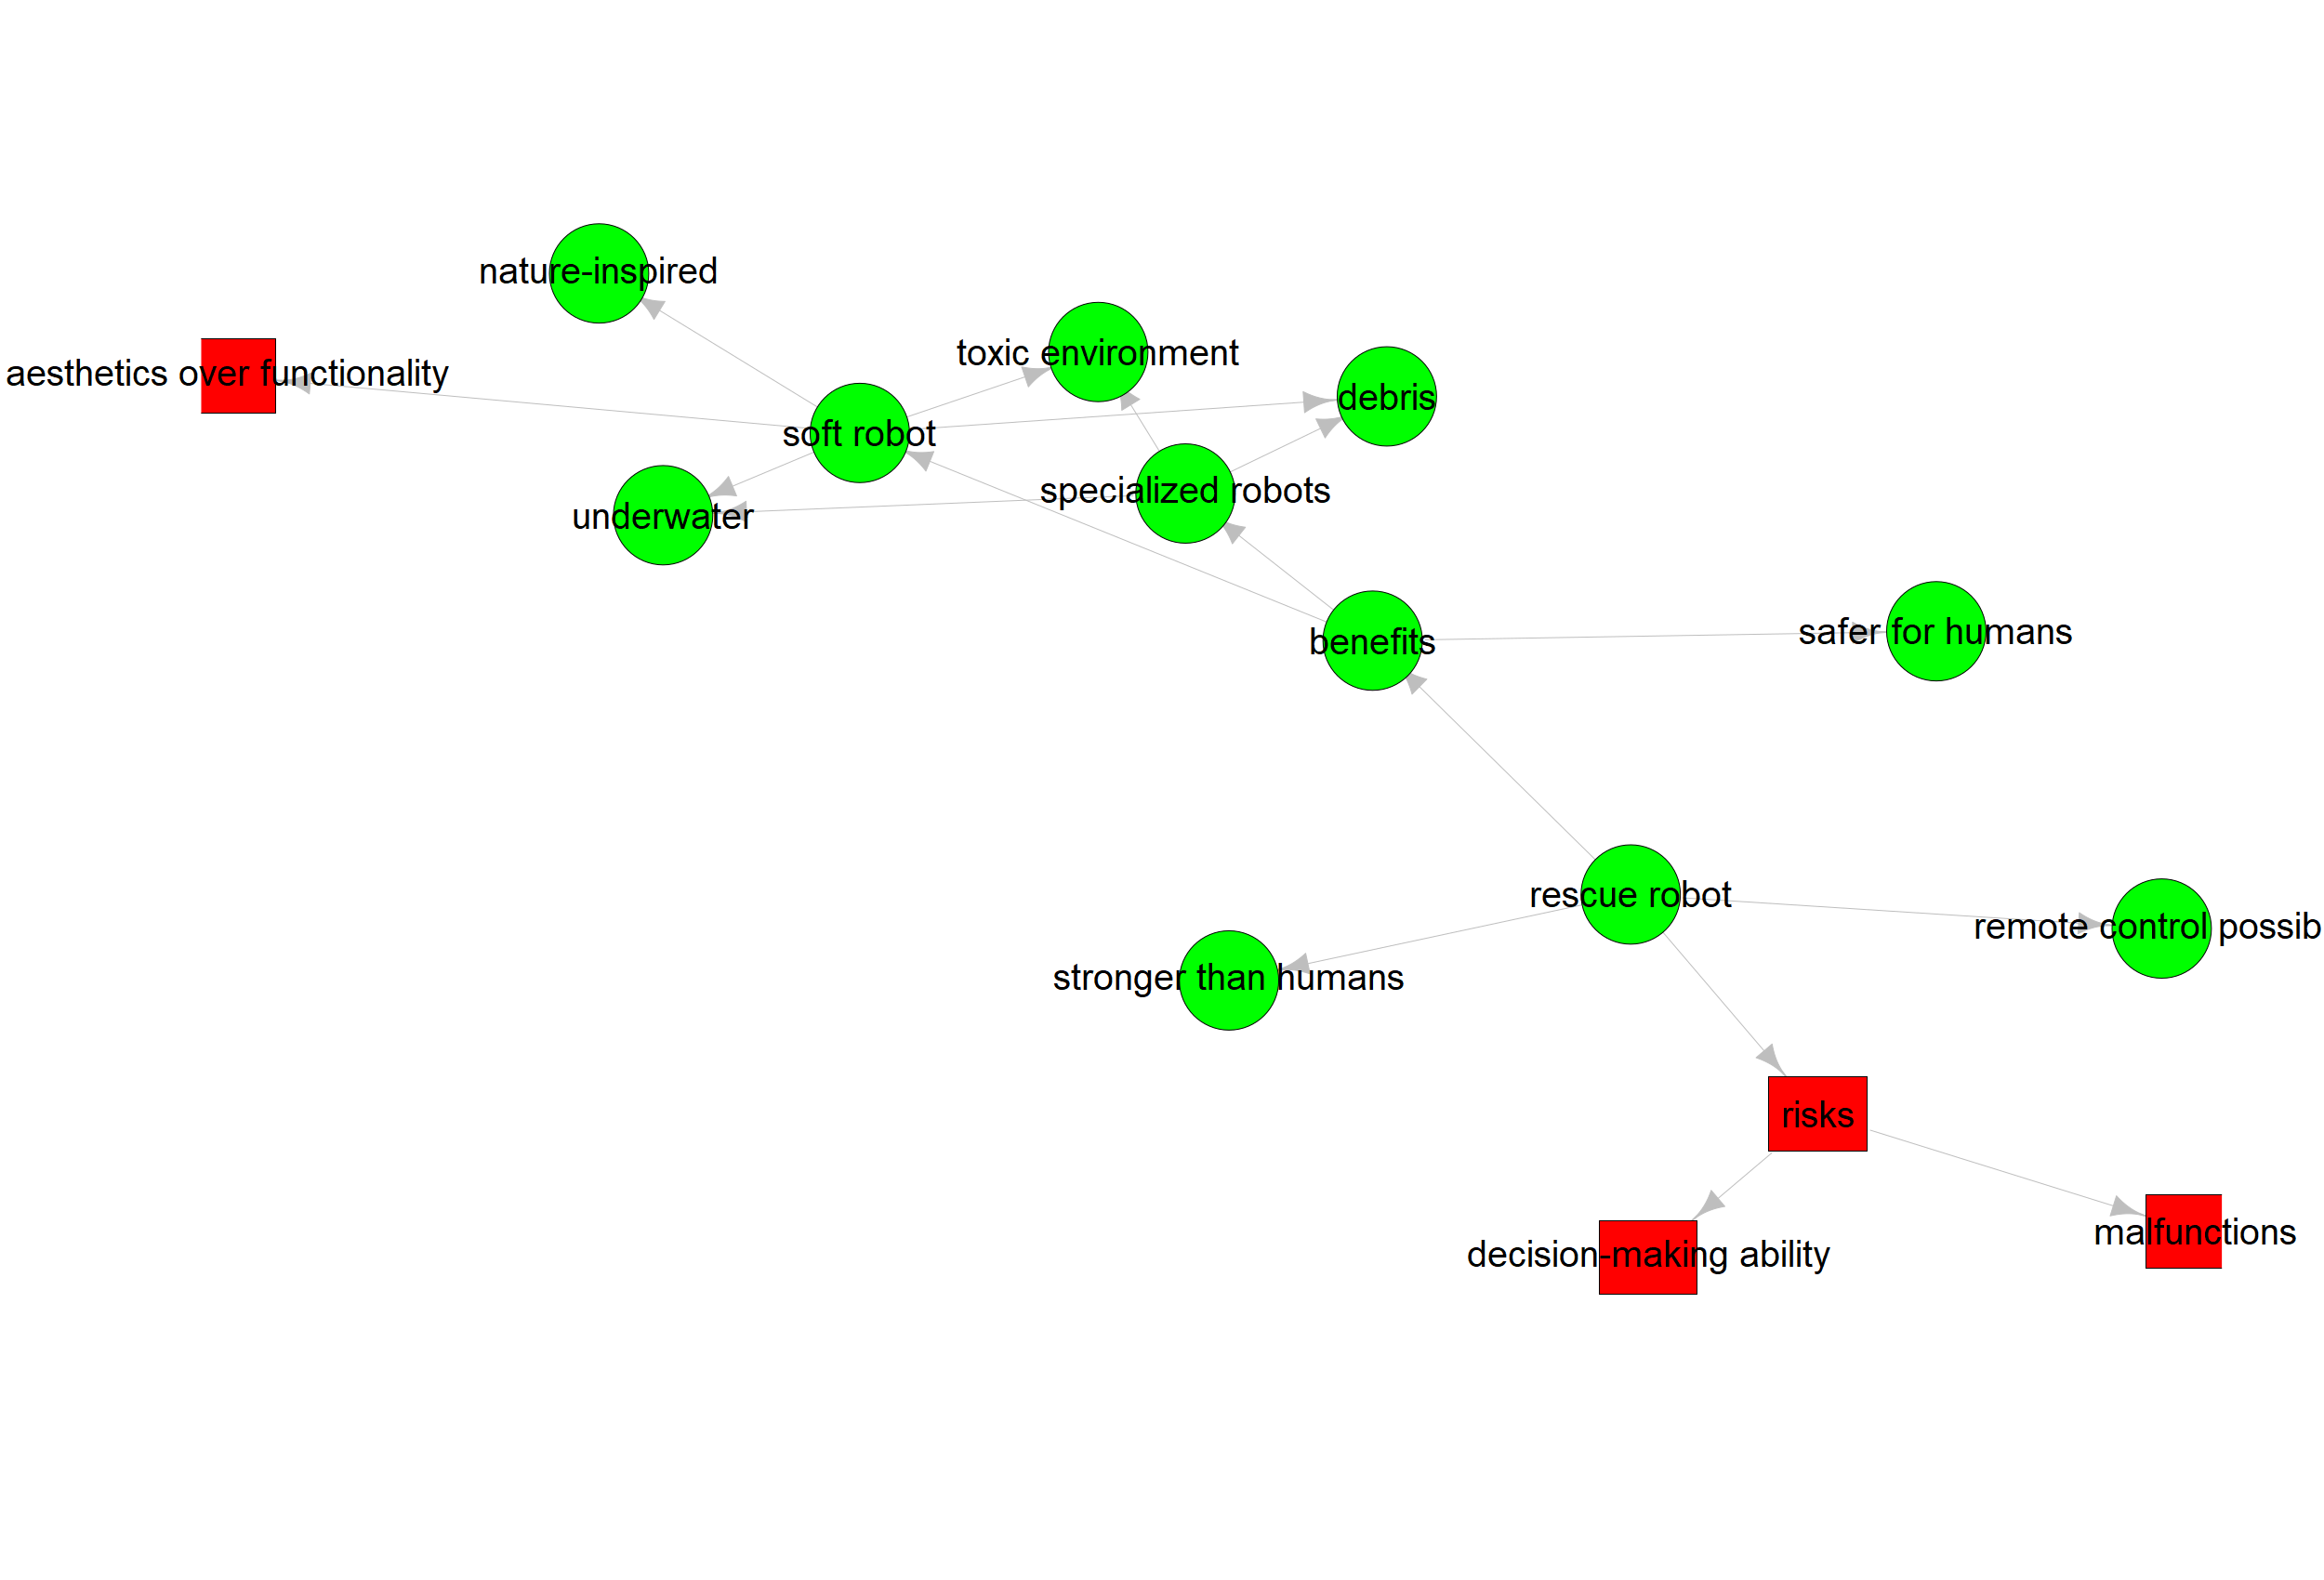 nature-inspired
toxic environment
aesthetics over functionality
debris
soft robot
specialized robots
underwater
safer for humans
benefits
rescue robot
remote control possib
stronger than humans
risks
malfunctions
decision-making ability